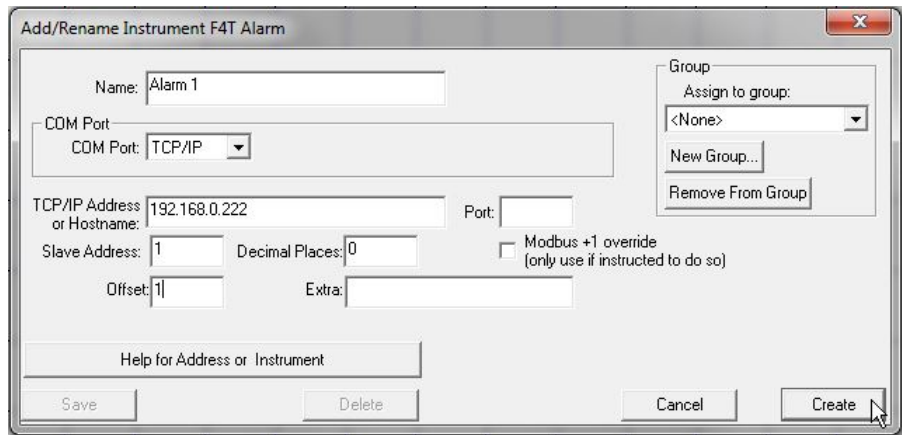 Add/Rename Instrument F4T Alarm
X
Name: Alarm 1
COM Port
COM Port: TCP/IP
Group
Assign to group:
<None>
New Group...
Remove From Group
TCP/IP Address
or Hostname: 192.168.0.222
Port:
Slave Address: 1
Decimal Places: 0
Modbus +1 override
(only use if instructed to do so)
Offset: 1
Extra:
Help for Address or Instrument
Save
Delete
Cancel
Create